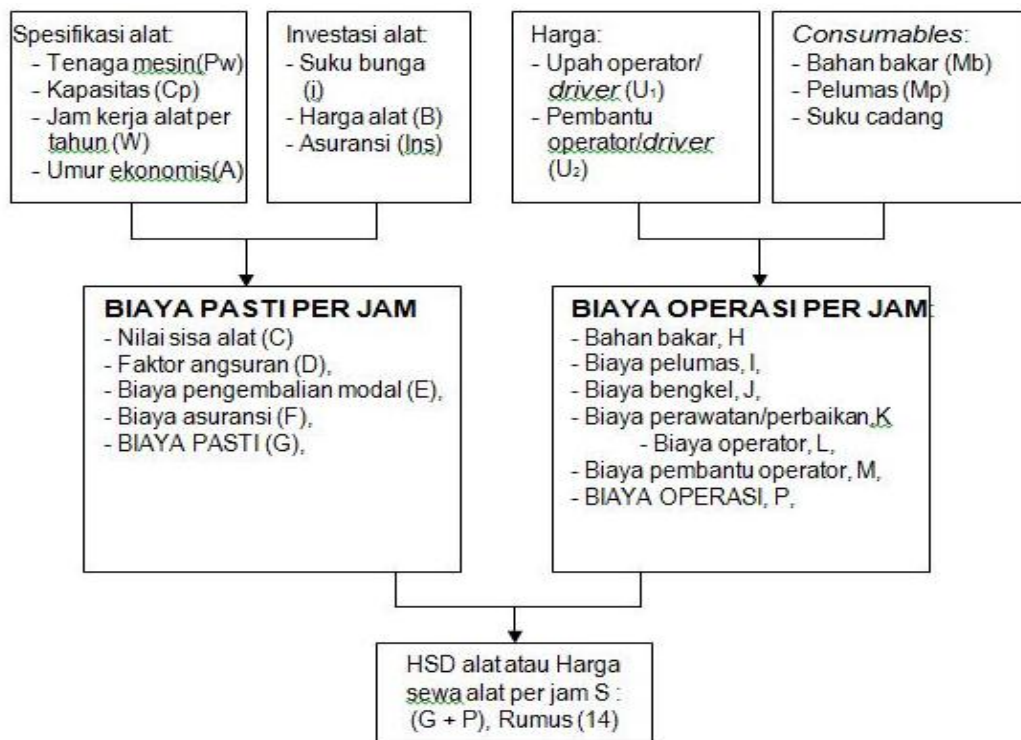 Spesifikasi alat:
- Tenaga mesin(Pw)
- Kapasitas (Cp)
- Jam kerja alat per
tahun (W)
- Umur ekonomis(A)
Investasi alat:
- Suku bunga
(i)
- Harga alat (B)
- Asuransi (Ins)
Harga:
- Upah operator/
driver (U₁)
- Pembantu
operator/driver
(U₂)
Consumables:
- Bahan bakar (Mb)
- Pelumas (Mp)
- Suku cadang
BIAYA PASTI PER JAM
- Nilai sisa alat (C)
- Faktor angsuran (D),
- Biaya pengembalian modal (E),
- Biaya asuransi (F),
- BIAYA PASTI (G),
BIAYA OPERASI PER JAM:
- Bahan bakar, H
- Biaya pelumas, I,
- Biaya bengkel, J,
- Biaya perawatan/perbaikan,K
- Biaya operator, L,
- Biaya pembantu operator, M,
- BIAYA OPERASI, P,
HSD alat atau Harga
sewa alat per jam S :
(G + P), Rumus (14)